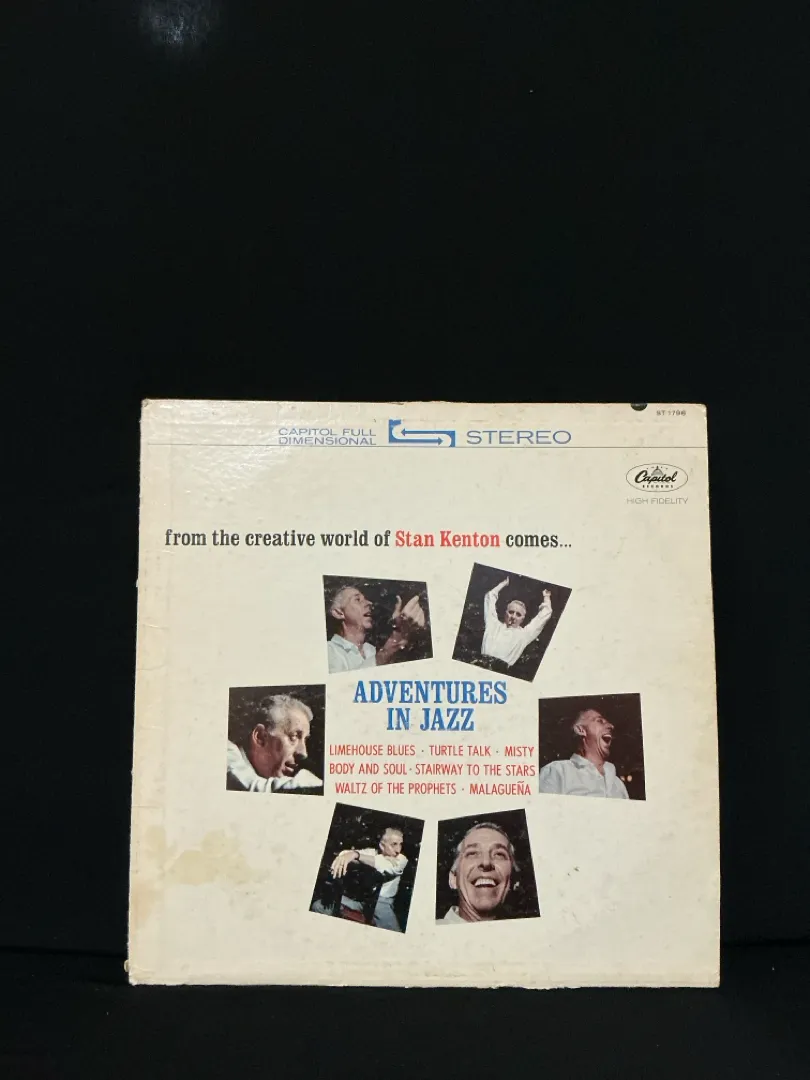 ST 1796
CAPITOL FULL
DIMENSIONAL
STEREO
Capitol
RECORDS
HIGH FIDELITY
from the creative world of Stan Kenton comes...
ADVENTURES
IN JAZZ
LIMEHOUSE BLUES · TURTLE TALK · MISTY
BODY AND SOUL · STAIRWAY TO THE STARS
WALTZ OF THE PROPHETS · MALAGUEÑA